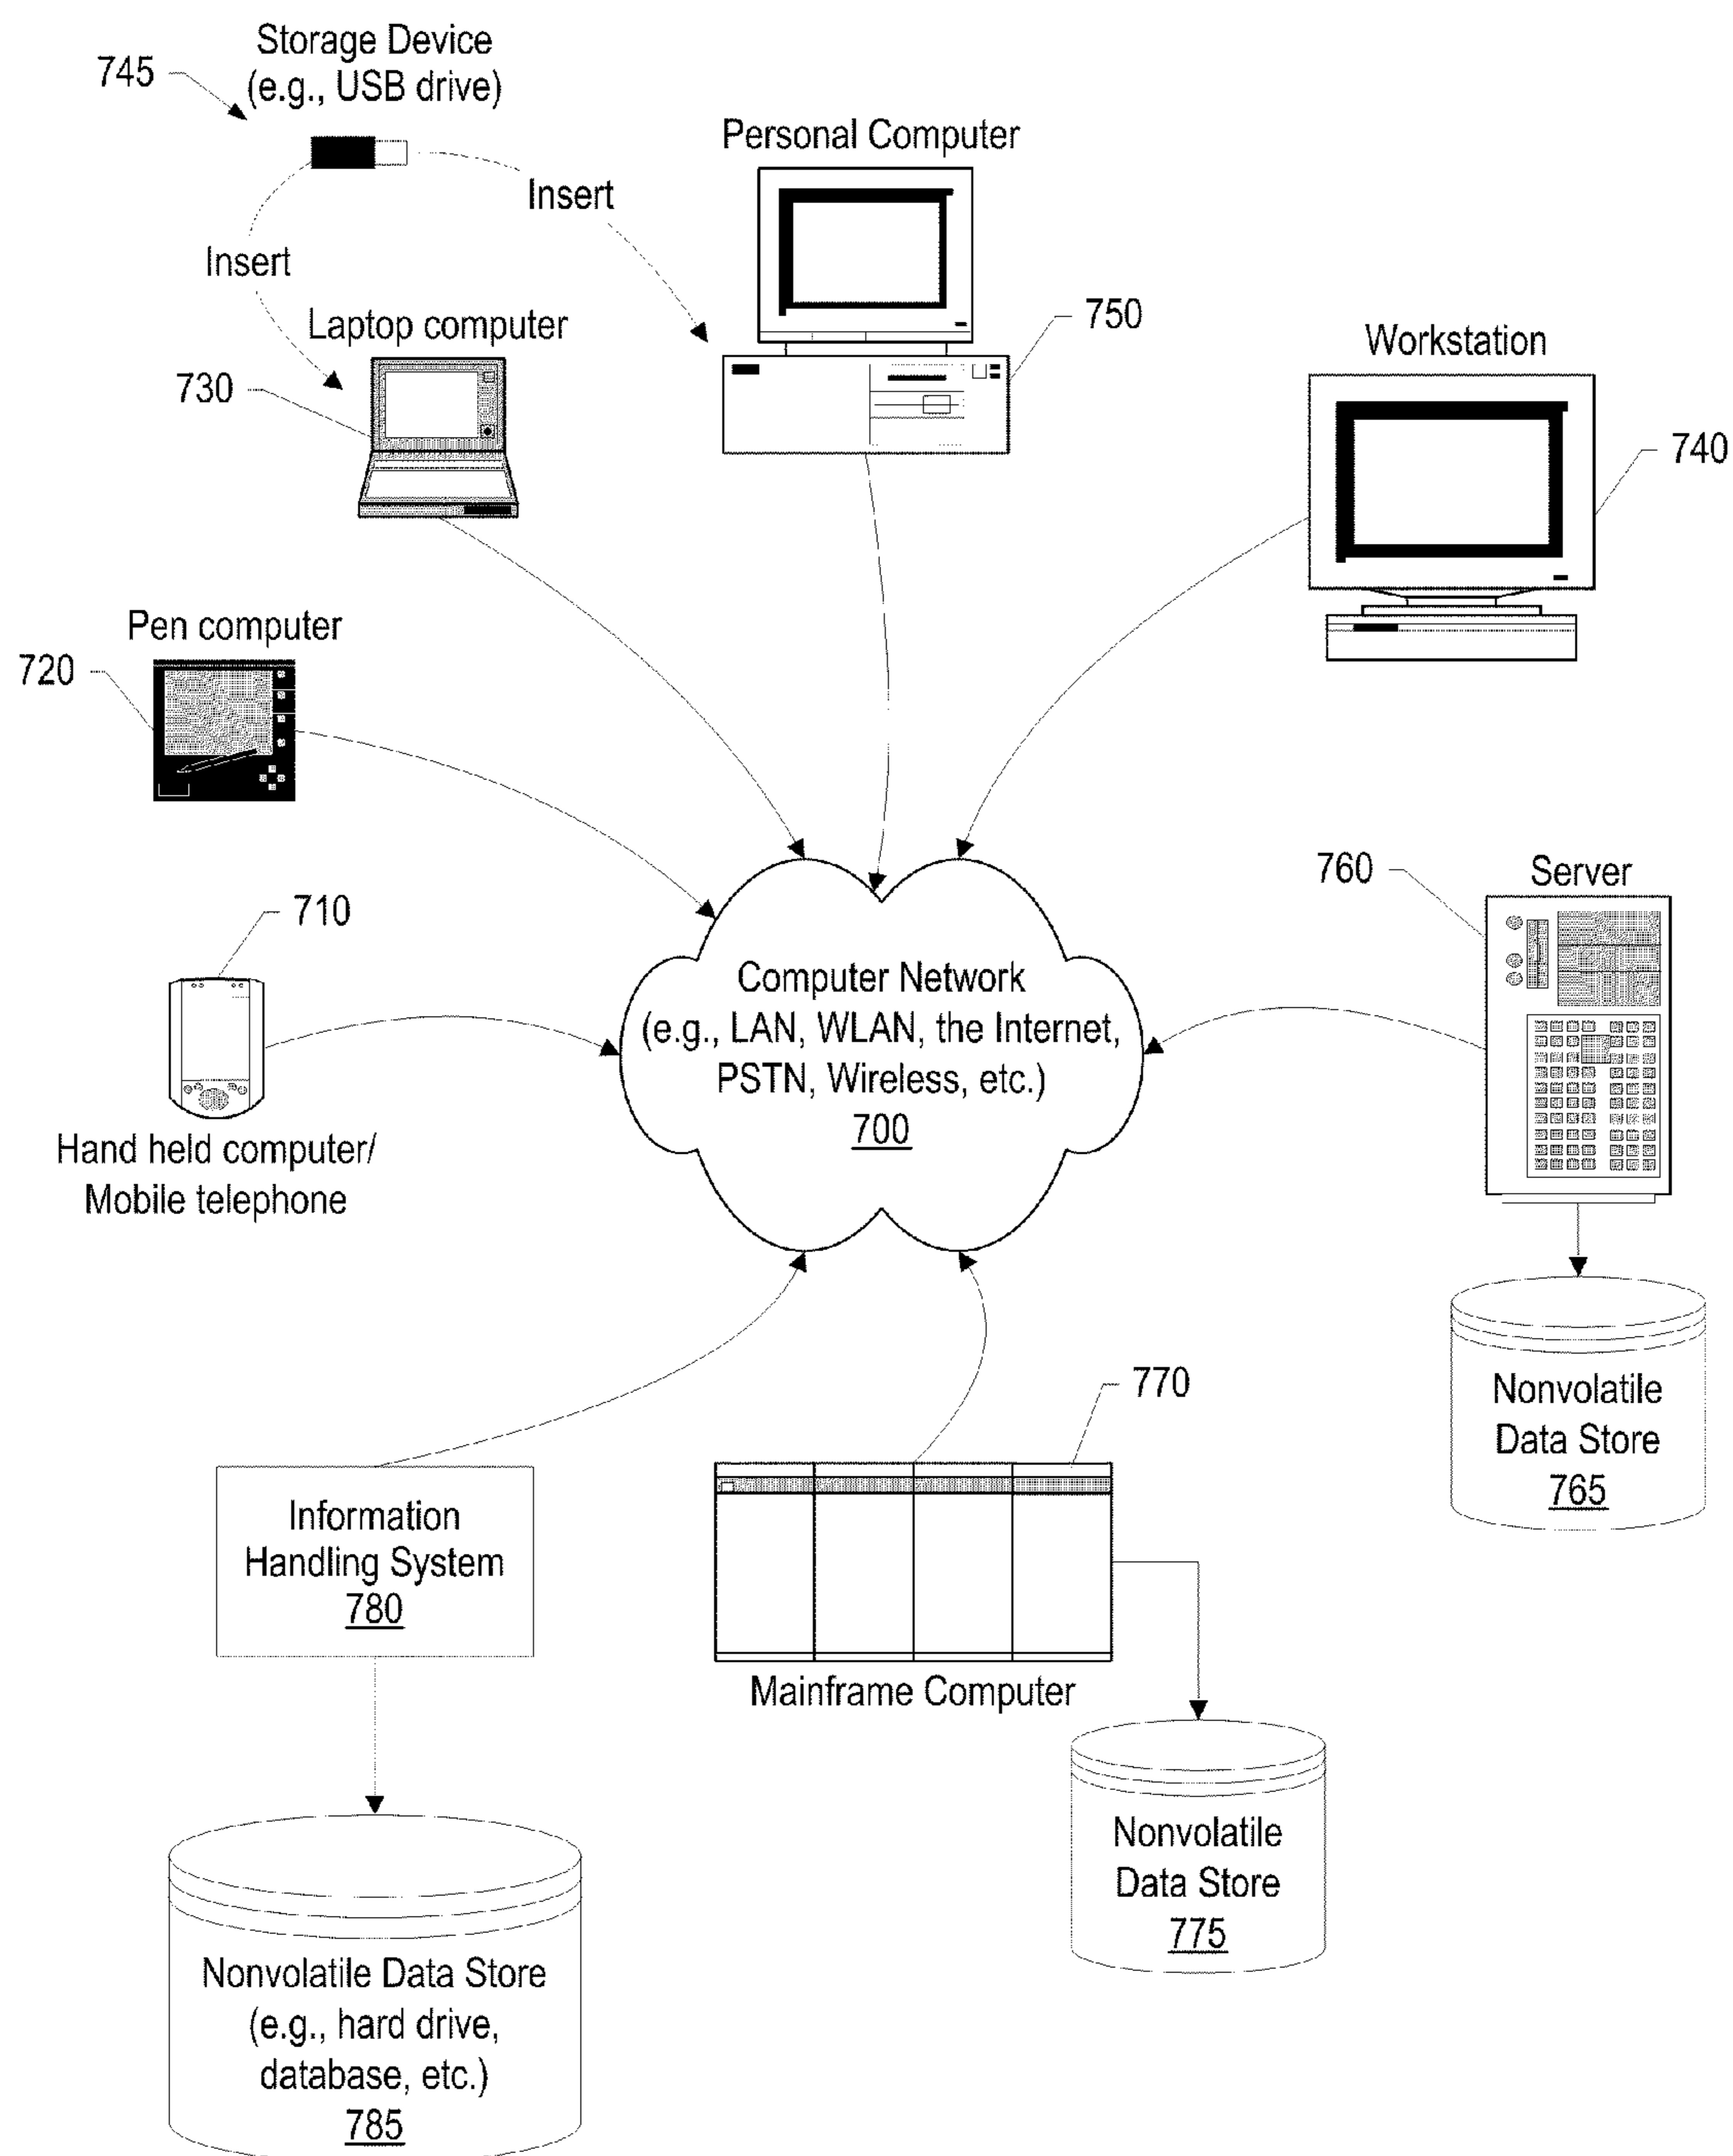 Storage Device
(e.g., USB drive)
745
Insert
Insert
Personal Computer
750
Laptop computer
730
Workstation
740
Pen computer
720
710
Hand held computer/
Mobile telephone
Computer Network
(e.g., LAN, WLAN, the Internet,
PSTN, Wireless, etc.)
700
760
Server
Nonvolatile
Data Store
765
770
Mainframe Computer
Nonvolatile
Data Store
775
Information
Handling System
780
Nonvolatile Data Store
(e.g., hard drive,
database, etc.)
785